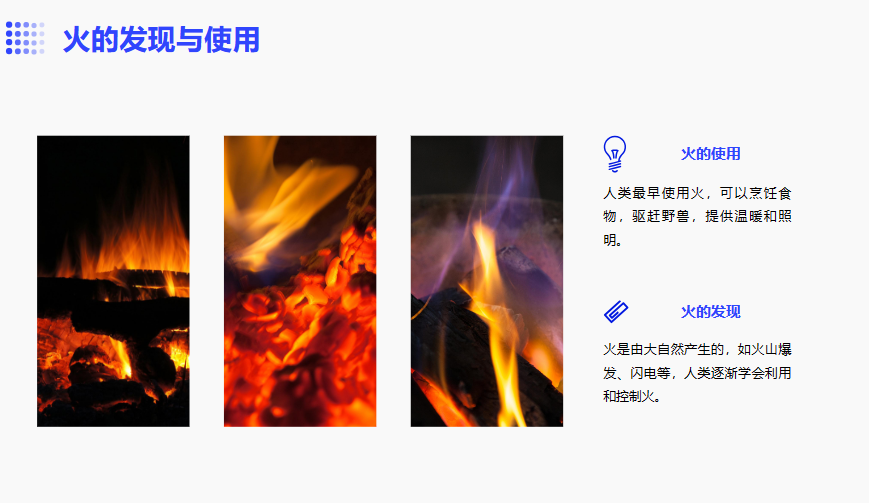 火的发现与使用
火的使用
人类最早使用火，可以烹饪食
物，驱赶野兽，提供温暖和照
明。
火的发现
火是由大自然产生的，如火山爆
发、闪电等，人类逐渐学会利用
和控制火。